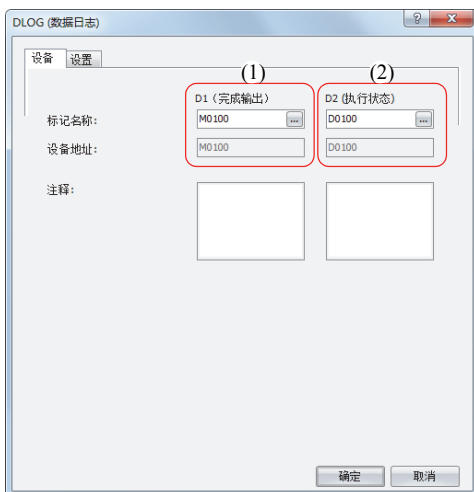 DLOG (数据日志)
?
X
设备 设置
(1) (2)
D1（完成输出） D2 (执行状态)
标记名称: M0100 ... D0100 ...
设备地址: M0100 D0100
注释:
确定 取消